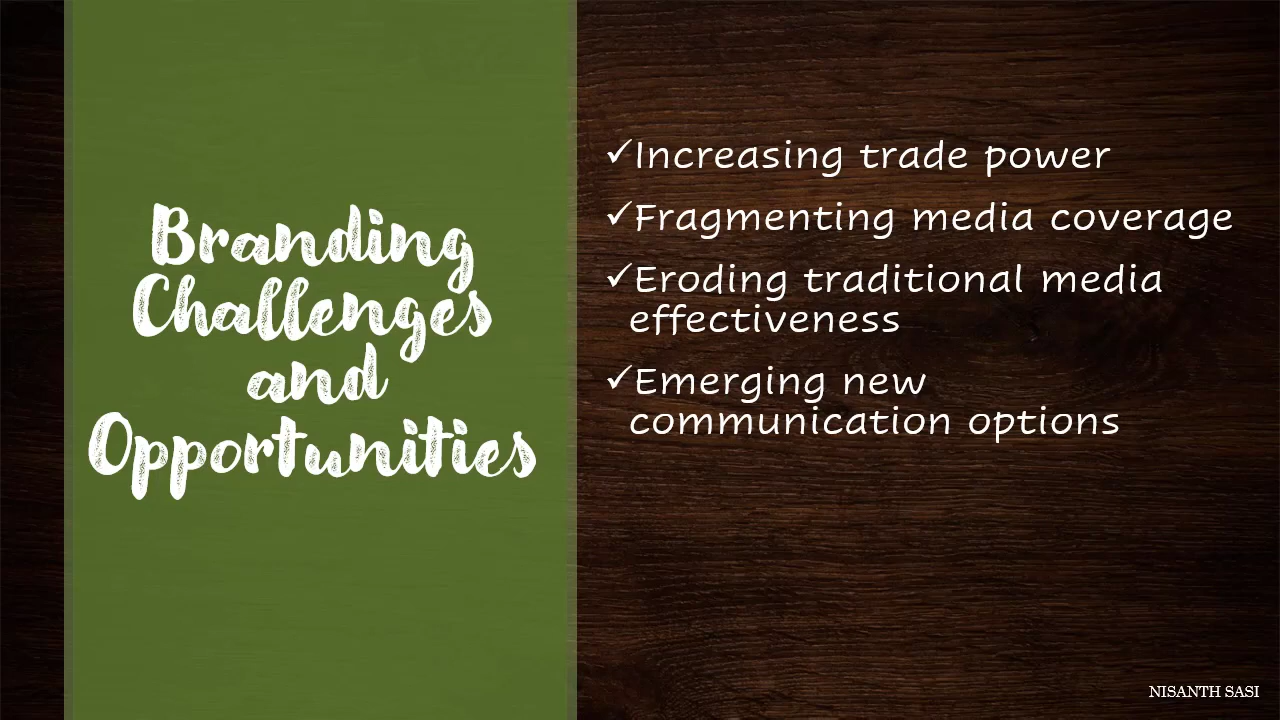 Branding
Challenges
and
Opportunities
✓Increasing trade power
✓Fragmenting media coverage
✓Eroding traditional media
effectiveness
✓Emerging new
communication options
NISANTH SASI